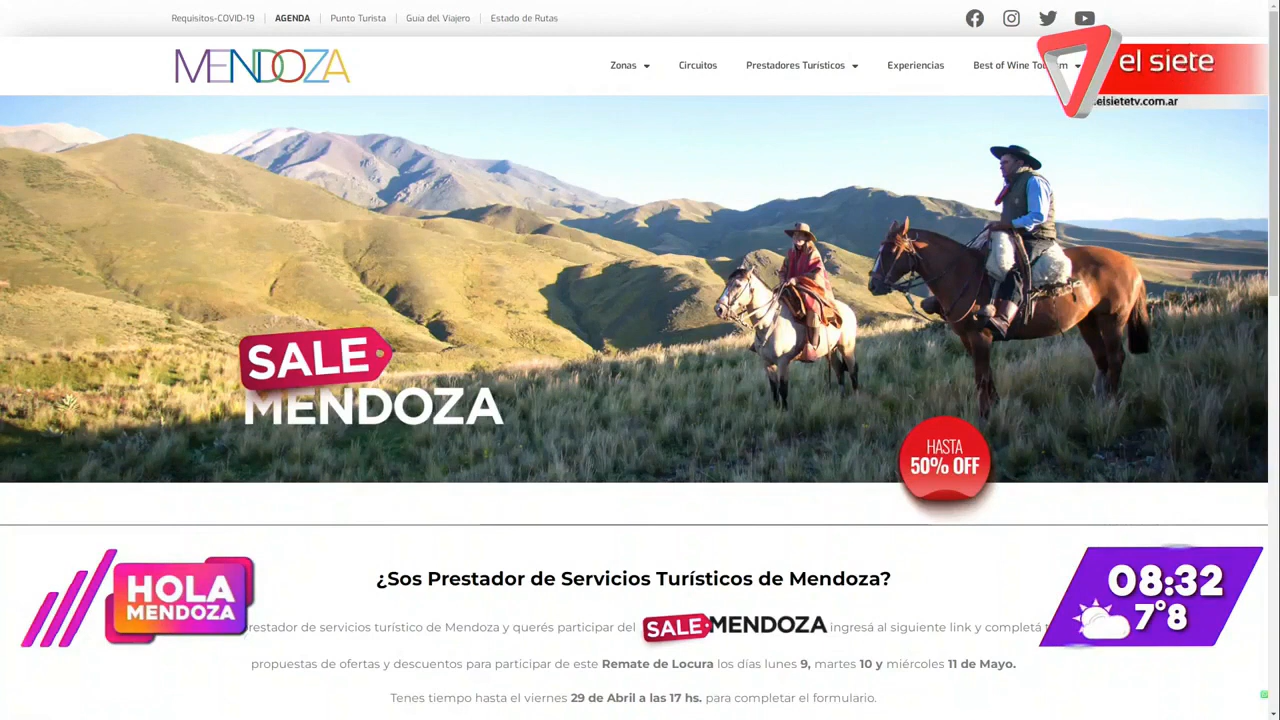 Requisitos-COVID-19 AGENDA Punto Turista Guia del Viajero Estado de Rutas
MENDOZA
Zonas Circuitos Prestadores Turísticos Experiencias Best of Wine
el siete
elsietetv.com.ar
SALE
MENDOZA
HASTA
50% OFF
¿Sos Prestador de Servicios Turísticos de Mendoza?
HOLA
MENDOZA
08:32
7°8
de servicios turístico de Mendoza y querés participar del SALE MENDOZA ingresá al siguiente link y completá
propuestas de ofertas y descuentos para participar de este Remate de Locura los días lunes 9, martes 10 y miércoles 11 de Mayo.
Tenes tiempo hasta el viernes 29 de Abril a las 17 hs. para completar el formulario.